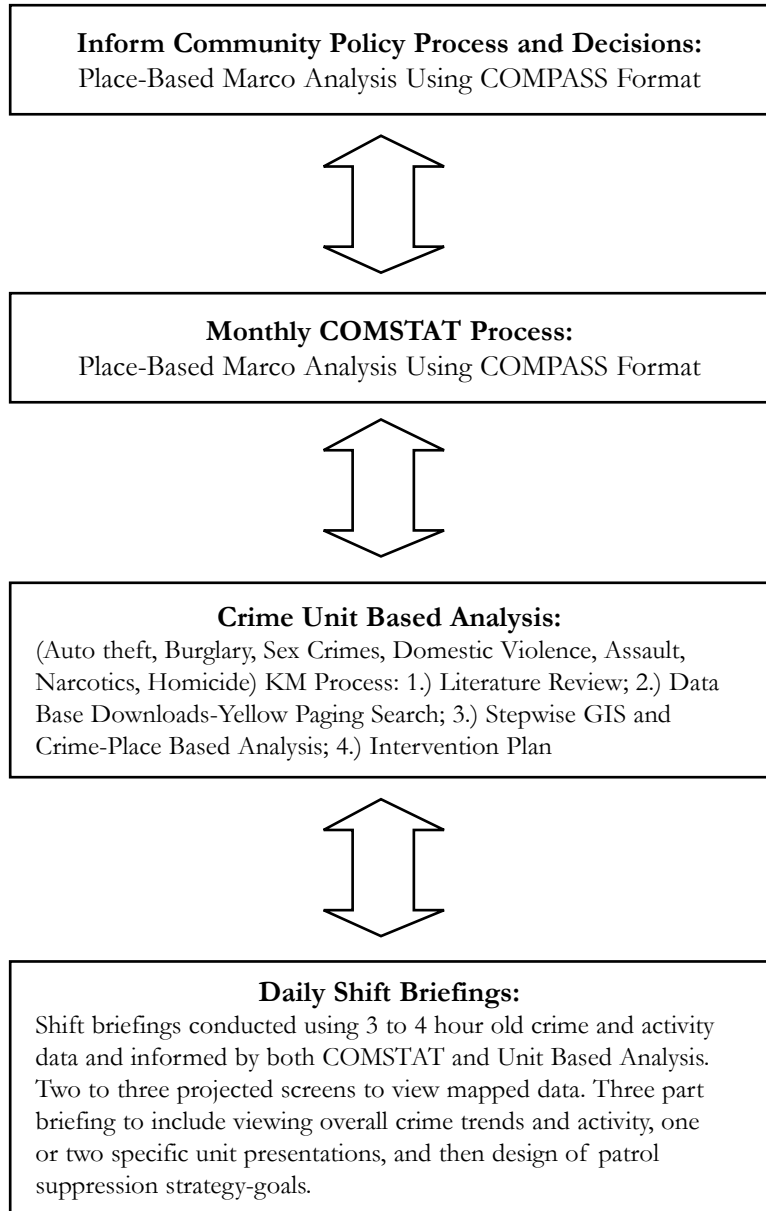 Inform Community Policy Process and Decisions:
Place-Based Marco Analysis Using COMPASS Format
Monthly COMSTAT Process:
Place-Based Marco Analysis Using COMPASS Format
Crime Unit Based Analysis:
(Auto theft, Burglary, Sex Crimes, Domestic Violence, Assault,
Narcotics, Homicide) KM Process: 1.) Literature Review; 2.) Data
Base Downloads-Yellow Paging Search; 3.) Stepwise GIS and
Crime-Place Based Analysis; 4.) Intervention Plan
Daily Shift Briefings:
Shift briefings conducted using 3 to 4 hour old crime and activity
data and informed by both COMSTAT and Unit Based Analysis.
Two to three projected screens to view mapped data. Three part
briefing to include viewing overall crime trends and activity, one
or two specific unit presentations, and then design of patrol
suppression strategy-goals.